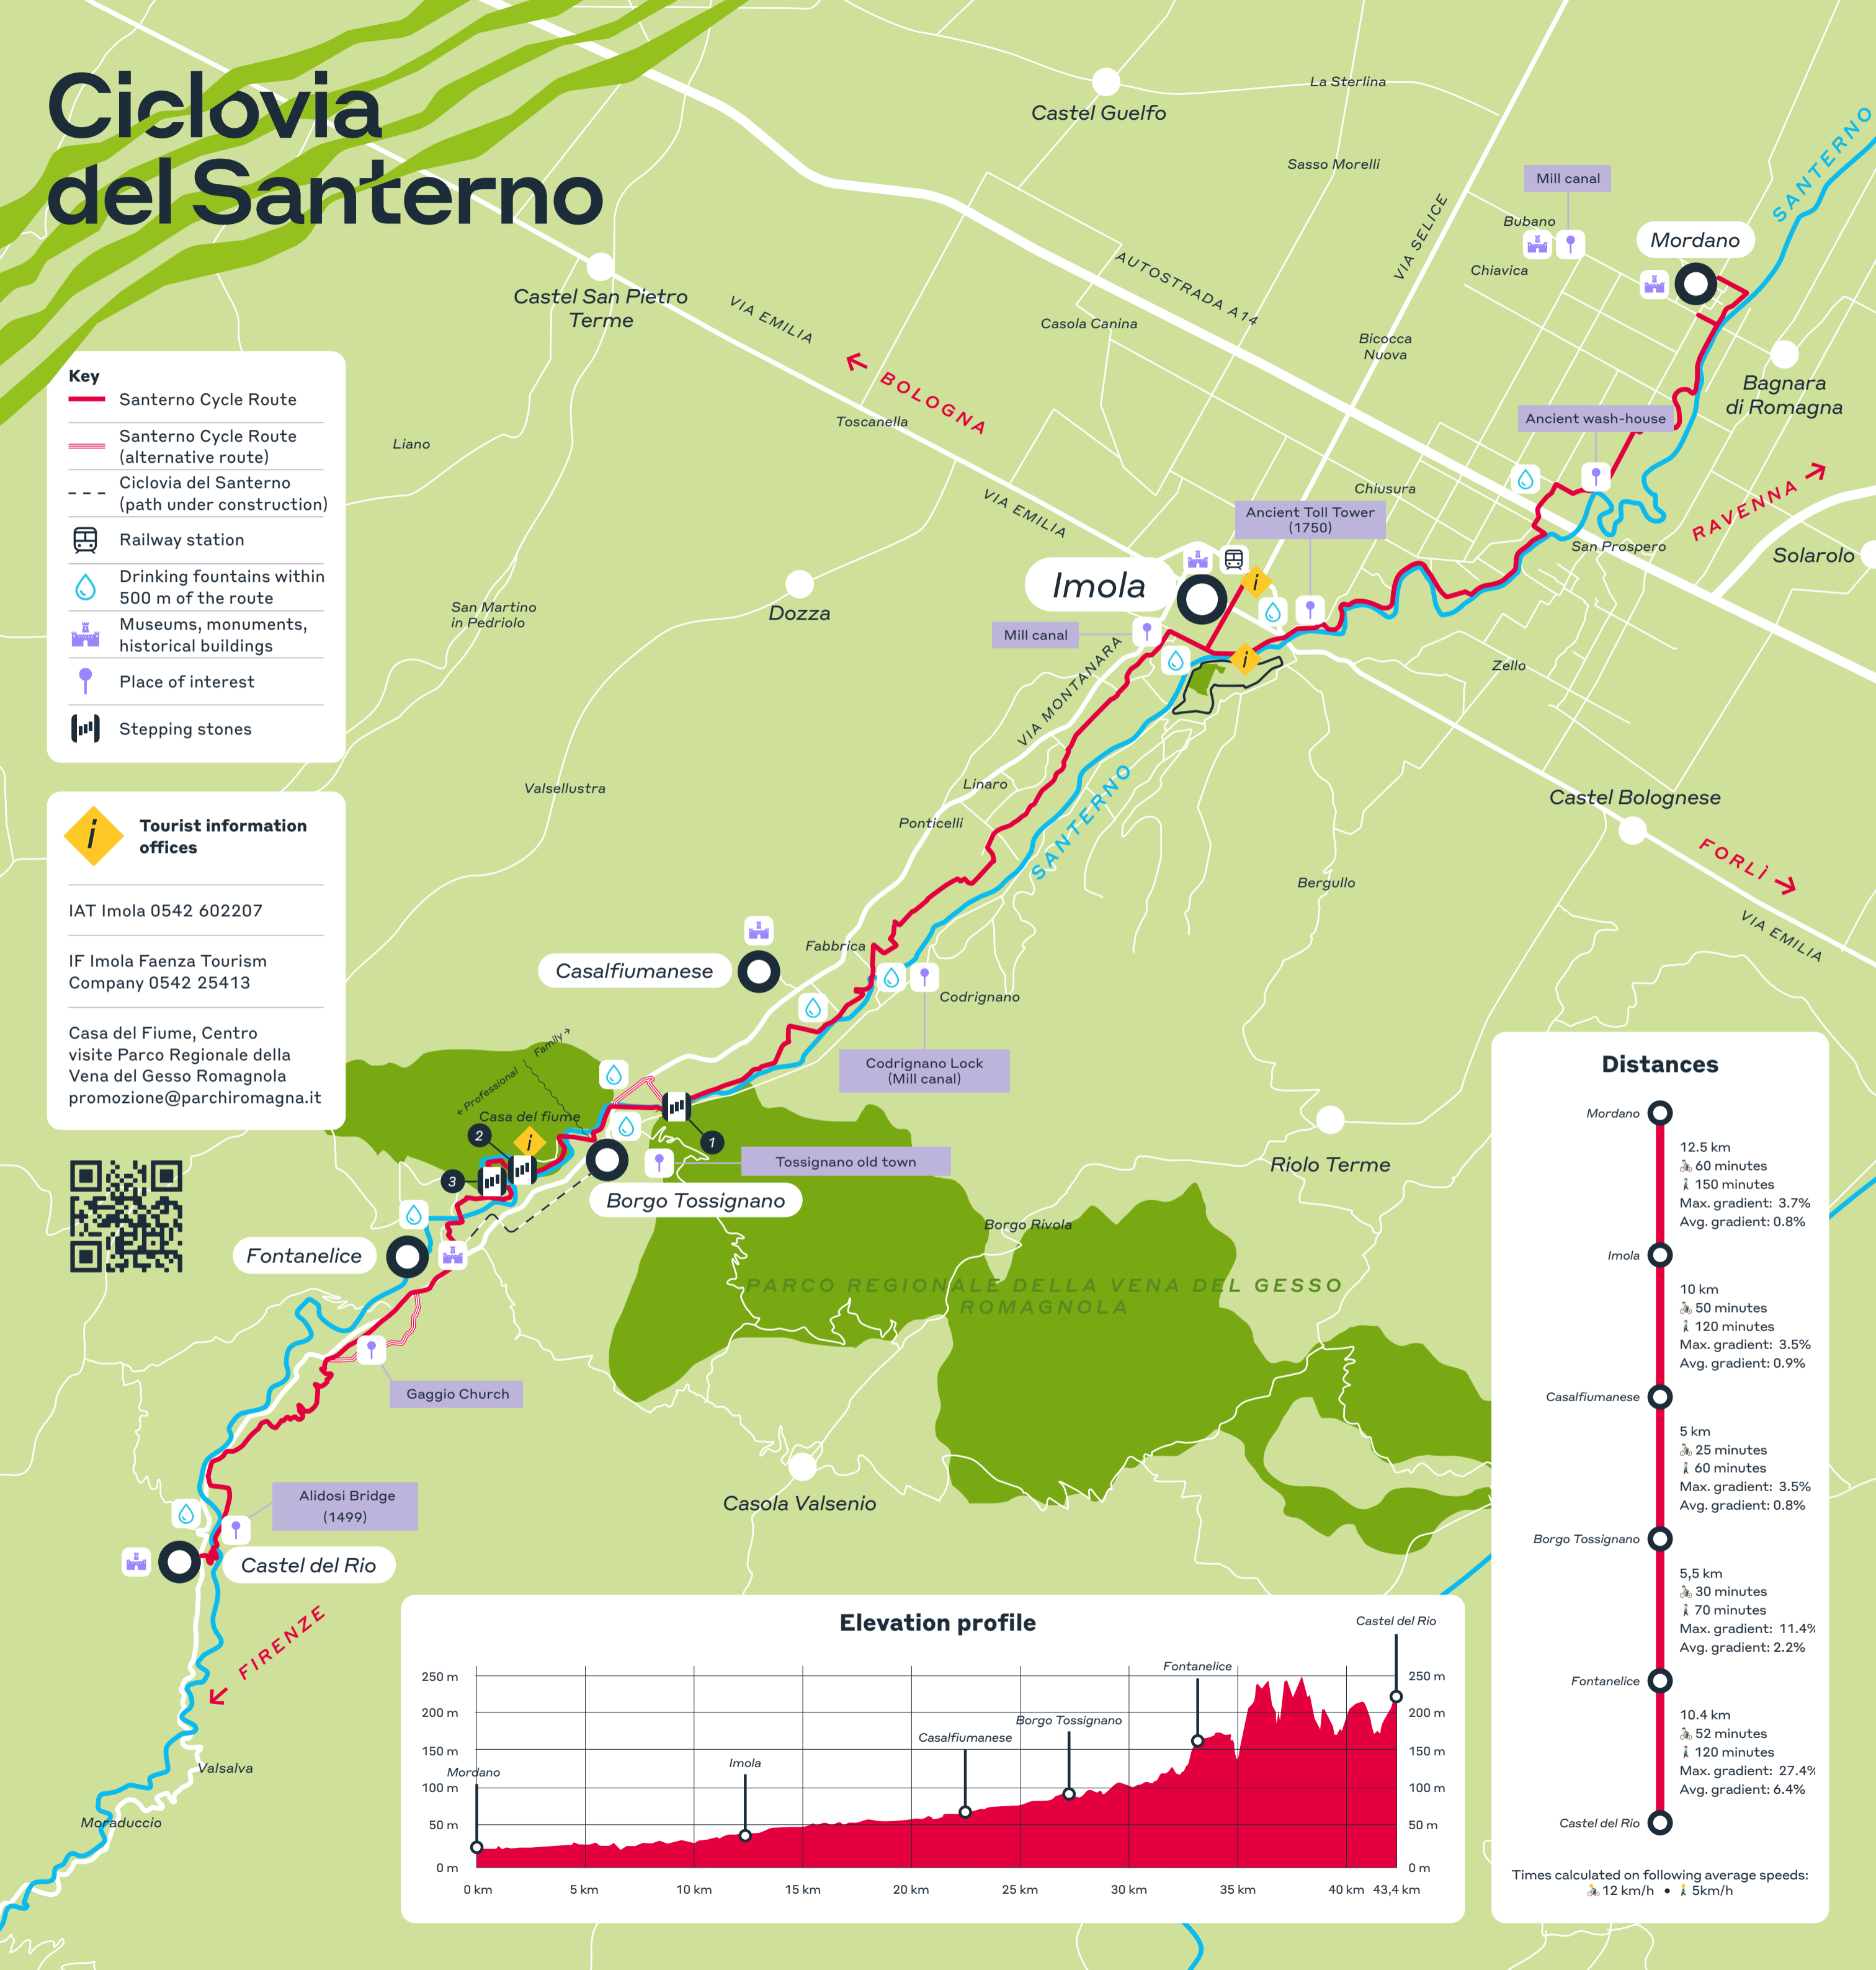 Ciclovia
del Santerno
Key
Santerno Cycle Route
Santerno Cycle Route
(alternative route)
Ciclovia del Santerno
(path under construction)
Railway station
Drinking fountains within
500 m of the route
Museums, monuments,
historical buildings
Place of interest
Stepping stones
i
Tourist information
offices
IAT Imola 0542 602207
IF Imola Faenza Tourism
Company 0542 25413
Casa del Fiume, Centro
visite Parco Regionale della
Vena del Gesso Romagnola
promozione@parchiromagna.it
Castel Guelfo
La Sterlina
Sasso Morelli
SANTERNO
Mill canal
Bubano
Mordano
Chiavica
VIA SELICE
AUTOSTRADA A14
Castel San Pietro
Terme
VIA EMILIA
Casola Canina
Bicocca
Nuova
Bagnara
di Romagna
← BOLOGNA
Toscanella
Ancient wash-house
Liano
RAVENNA →
VIA EMILIA
Chiusura
Ancient Toll Tower
(1750)
San Prospero
Solarolo
Imola
i
San Martino
in Pedriolo
Dozza
Mill canal
i
VIA MONTANARA
Zello
Valsellustra
Linaro
SANTERNO
Castel Bolognese
Ponticelli
FORLÌ →
Bergullo
VIA EMILIA
Fabbrica
Casalfiumanese
Codrignano
Family →
← Professional
Codrignano Lock
(Mill canal)
Casa del fiume
2
i
1
3
Tossignano old town
Riolo Terme
Borgo Tossignano
Borgo Rivola
Fontanelice
PARCO REGIONALE DELLA VENA DEL GESSO
ROMAGNOLA
Gaggio Church
Alidosi Bridge
(1499)
Casola Valsenio
Castel del Rio
← FIRENZE
Valsalva
Moraduccio
Elevation profile
Castel del Rio
Fontanelice
Borgo Tossignano
Casalfiumanese
Imola
Mordano
250 m
200 m
150 m
100 m
50 m
0 m
250 m
200 m
150 m
100 m
50 m
0 m
0 km 5 km 10 km 15 km 20 km 25 km 30 km 35 km 40 km 43,4 km
Distances
Mordano
12.5 km
60 minutes
150 minutes
Max. gradient: 3.7%
Avg. gradient: 0.8%
Imola
10 km
50 minutes
120 minutes
Max. gradient: 3.5%
Avg. gradient: 0.9%
Casalfiumanese
5 km
25 minutes
60 minutes
Max. gradient: 3.5%
Avg. gradient: 0.8%
Borgo Tossignano
5,5 km
30 minutes
70 minutes
Max. gradient: 11.4%
Avg. gradient: 2.2%
Fontanelice
10.4 km
52 minutes
120 minutes
Max. gradient: 27.4%
Avg. gradient: 6.4%
Castel del Rio
Times calculated on following average speeds:
12 km/h • 5km/h